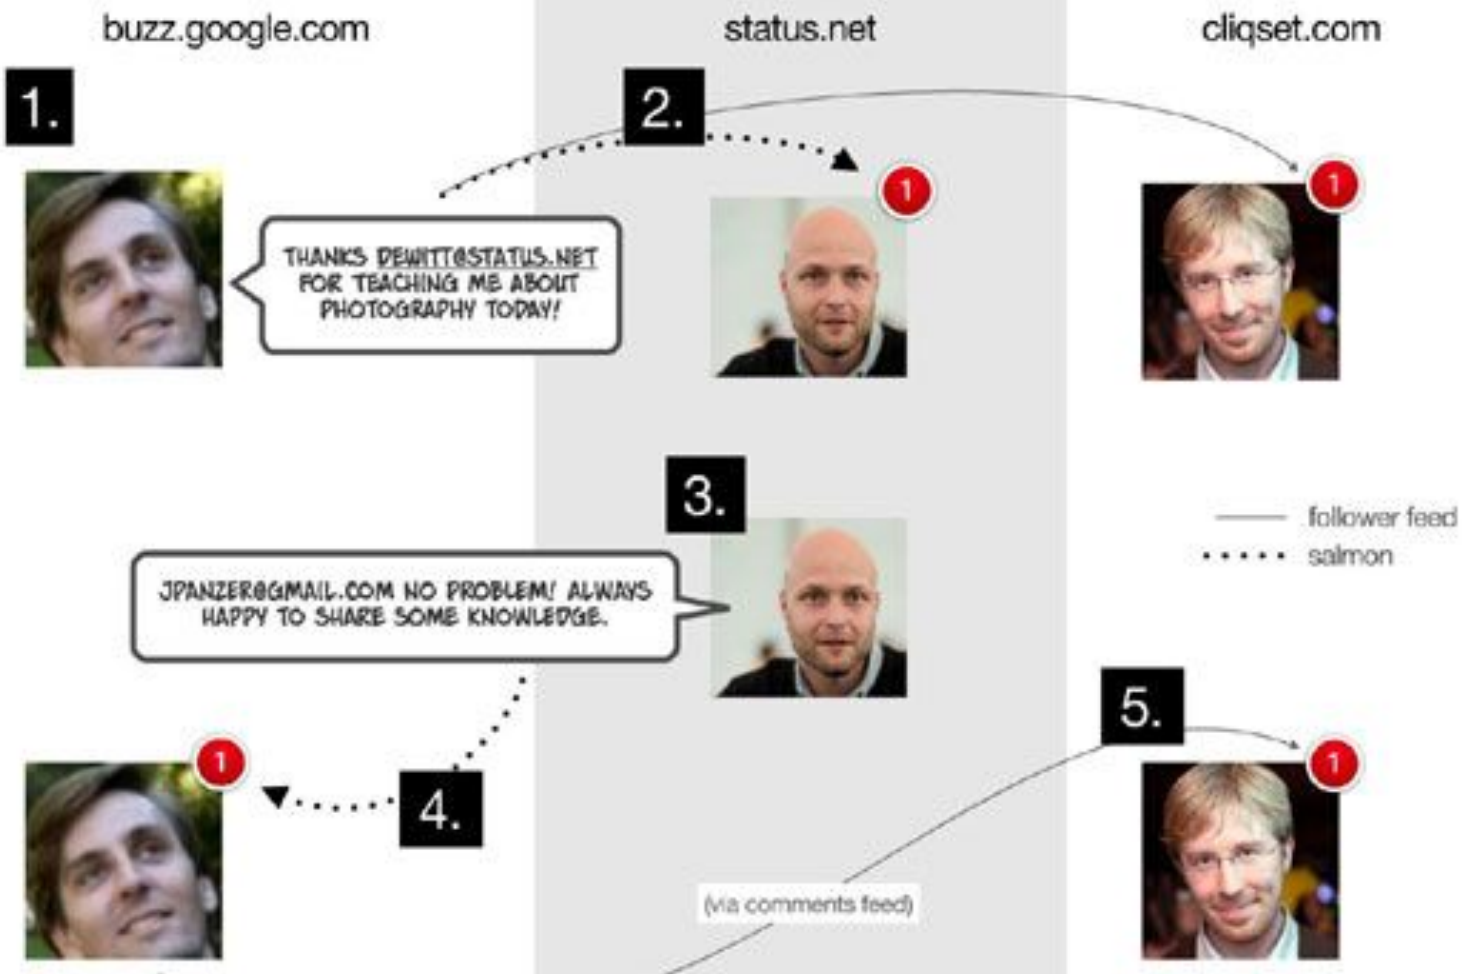 buzz.google.com
status.net
cliqset.com
1.
2.
1
1
THANKS DEWITT@STATUS.NET
FOR TEACHING ME ABOUT
PHOTOGRAPHY TODAY!
3.
follower feed
salmon
JPANZER@GMAIL.COM NO PROBLEM! ALWAYS
HAPPY TO SHARE SOME KNOWLEDGE.
5.
1
1
4.
(via comments feed)